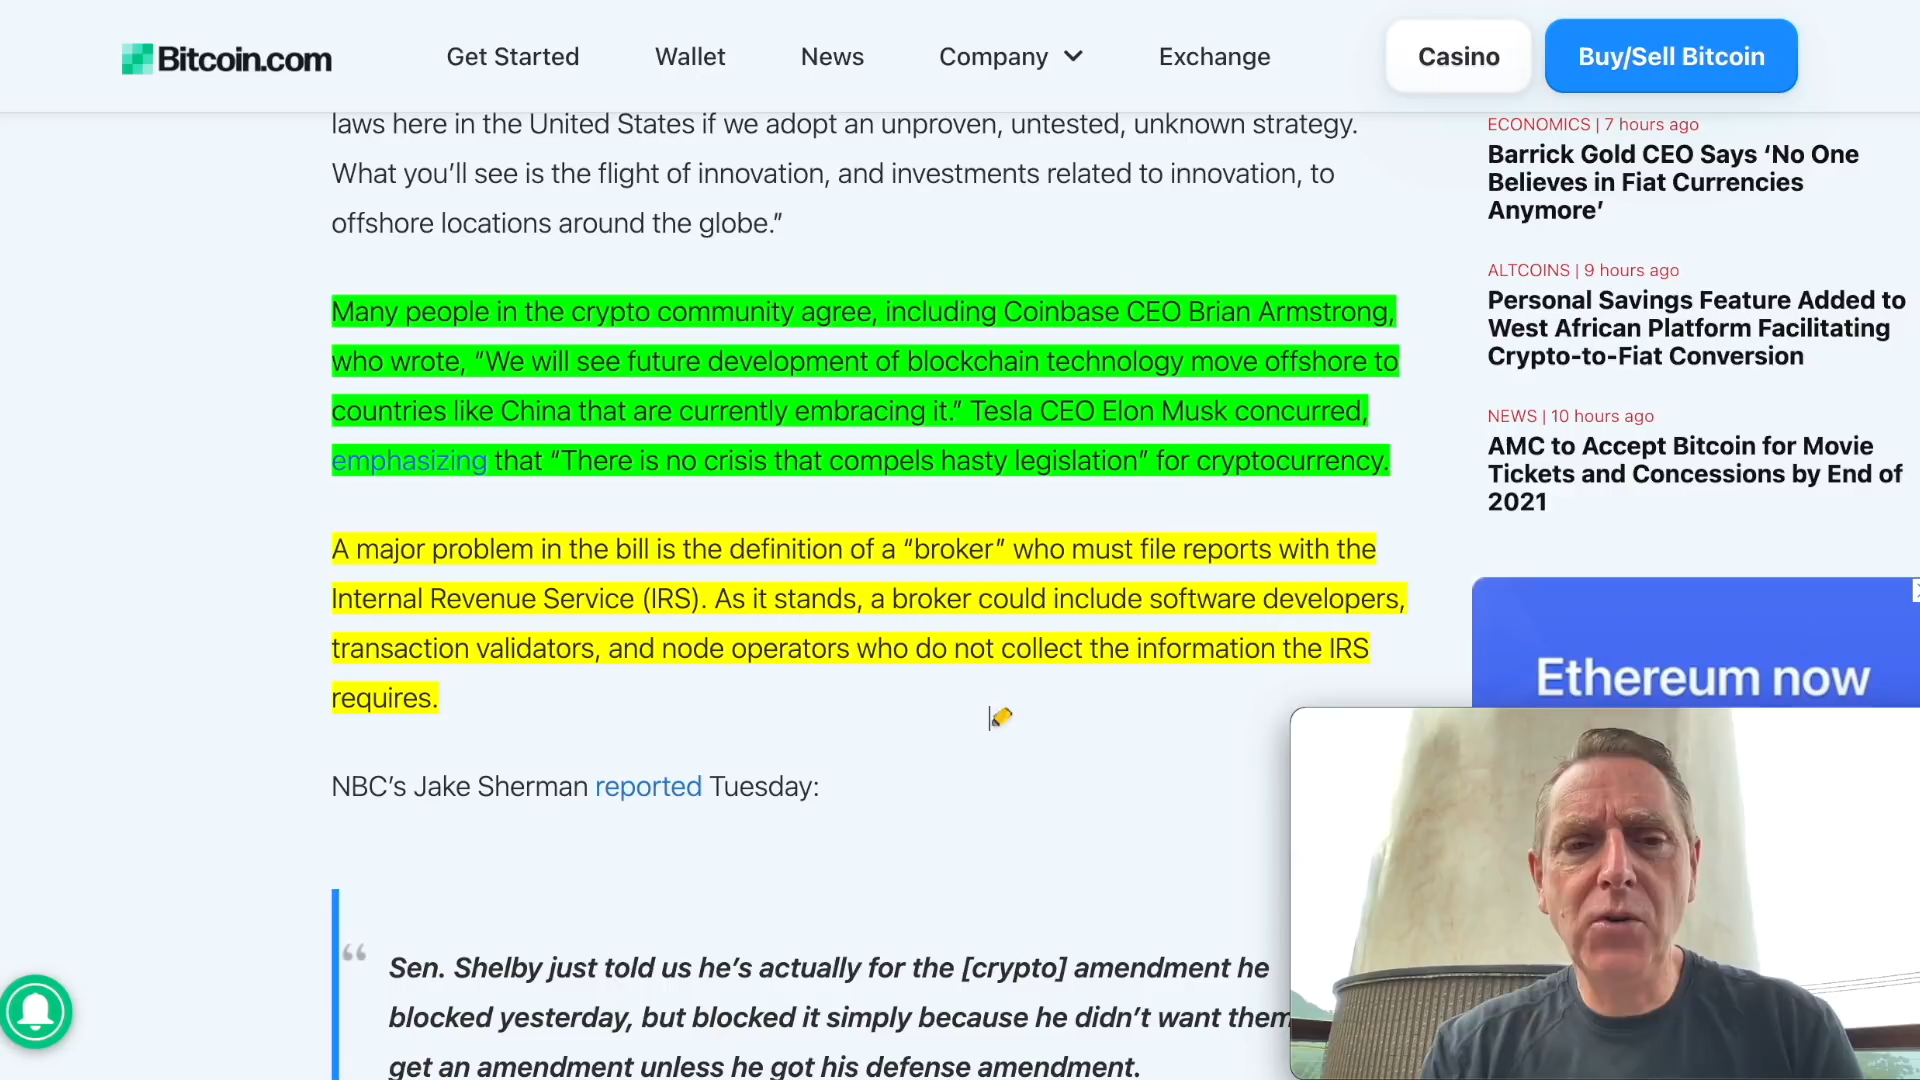 Bitcoin.com
Get Started
Wallet
News
Company
Exchange
Casino
Buy/Sell Bitcoin
laws here in the United States if we adopt an unproven, untested, unknown strategy.
What you’ll see is the flight of innovation, and investments related to innovation, to
offshore locations around the globe.”
Many people in the crypto community agree, including Coinbase CEO Brian Armstrong,
who wrote, “We will see future development of blockchain technology move offshore to
countries like China that are currently embracing it.” Tesla CEO Elon Musk concurred,
emphasizing that “There is no crisis that compels hasty legislation” for cryptocurrency.
A major problem in the bill is the definition of a “broker” who must file reports with the
Internal Revenue Service (IRS). As it stands, a broker could include software developers,
transaction validators, and node operators who do not collect the information the IRS
requires.
NBC’s Jake Sherman reported Tuesday:
“
Sen. Shelby just told us he’s actually for the [crypto] amendment he
blocked yesterday, but blocked it simply because he didn’t want them
get an amendment unless he got his defense amendment.
ECONOMICS | 7 hours ago
Barrick Gold CEO Says ‘No One
Believes in Fiat Currencies
Anymore’
ALTCOINS | 9 hours ago
Personal Savings Feature Added to
West African Platform Facilitating
Crypto-to-Fiat Conversion
NEWS | 10 hours ago
AMC to Accept Bitcoin for Movie
Tickets and Concessions by End of
2021
Ethereum now